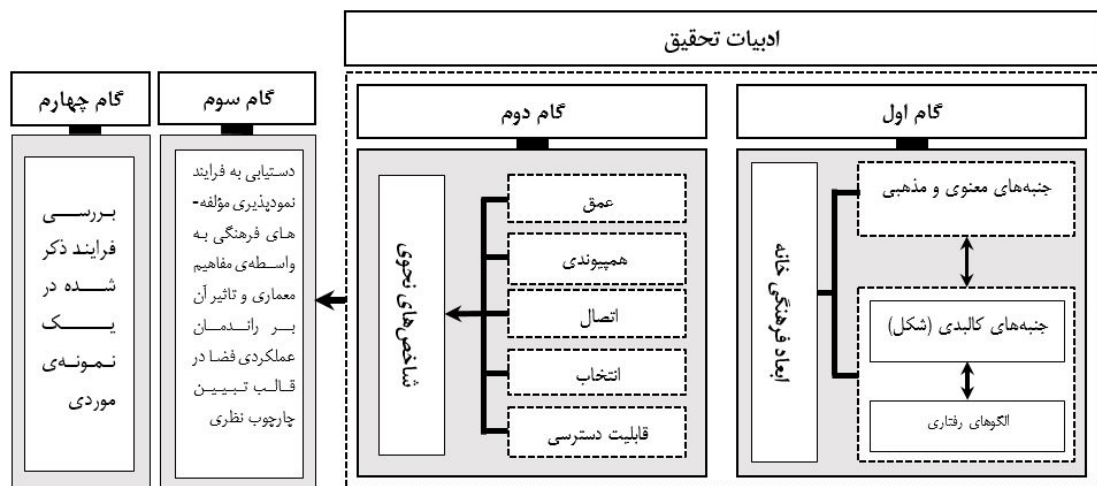 ادبیات تحقیق
گام اول
جنبه‌های معنوی و مذهبی
جنبه‌های کالبدی (شکل)
الگوهای رفتاری
ابعاد فرهنگی خانه
گام دوم
عمق
همپیوندی
اتصال
انتخاب
قابلیت دسترسی
شاخص‌های نحوی
گام سوم
دستیابی به فرایند
نمودپذیری مؤلفه-
های فرهنگی به
واسطه‌ی مفاهیم
معماری و تاثیر آن
بر راندمان
عملکردی فضا در
قالب تبیین
چارچوب نظری
گام چهارم
بررسی
فرایند ذکر
شده در
یک
نمونه‌ی
موردی